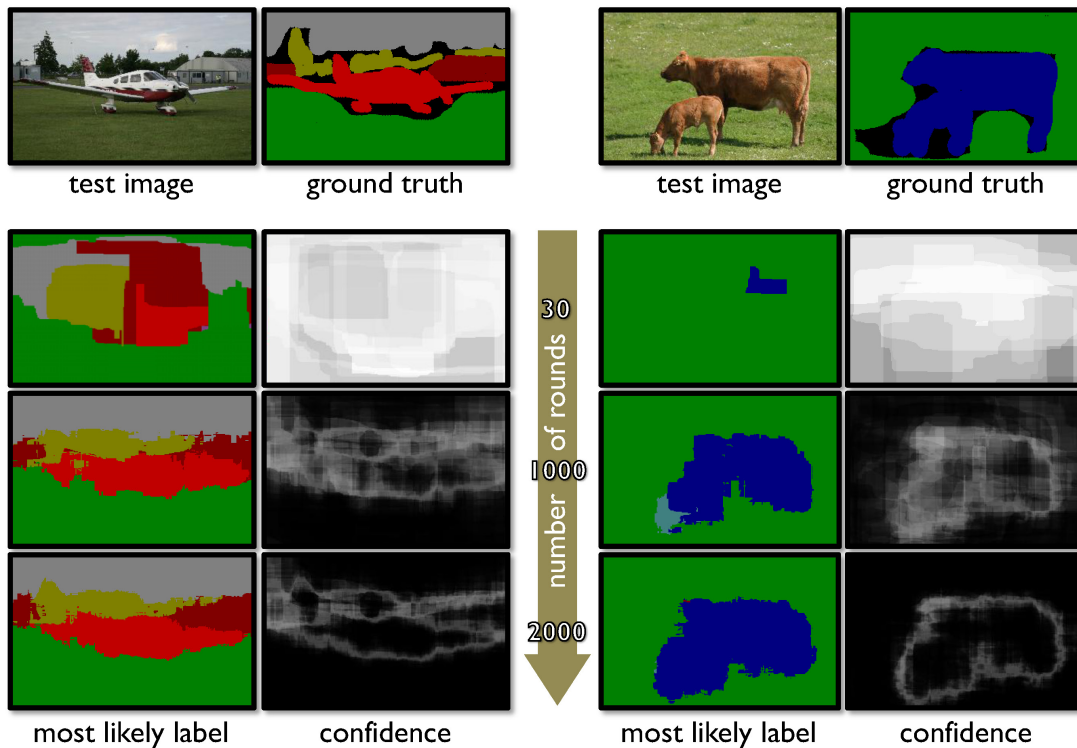 test image
ground truth
test image
ground truth
30
number of rounds
1000
2000
most likely label
confidence
most likely label
confidence